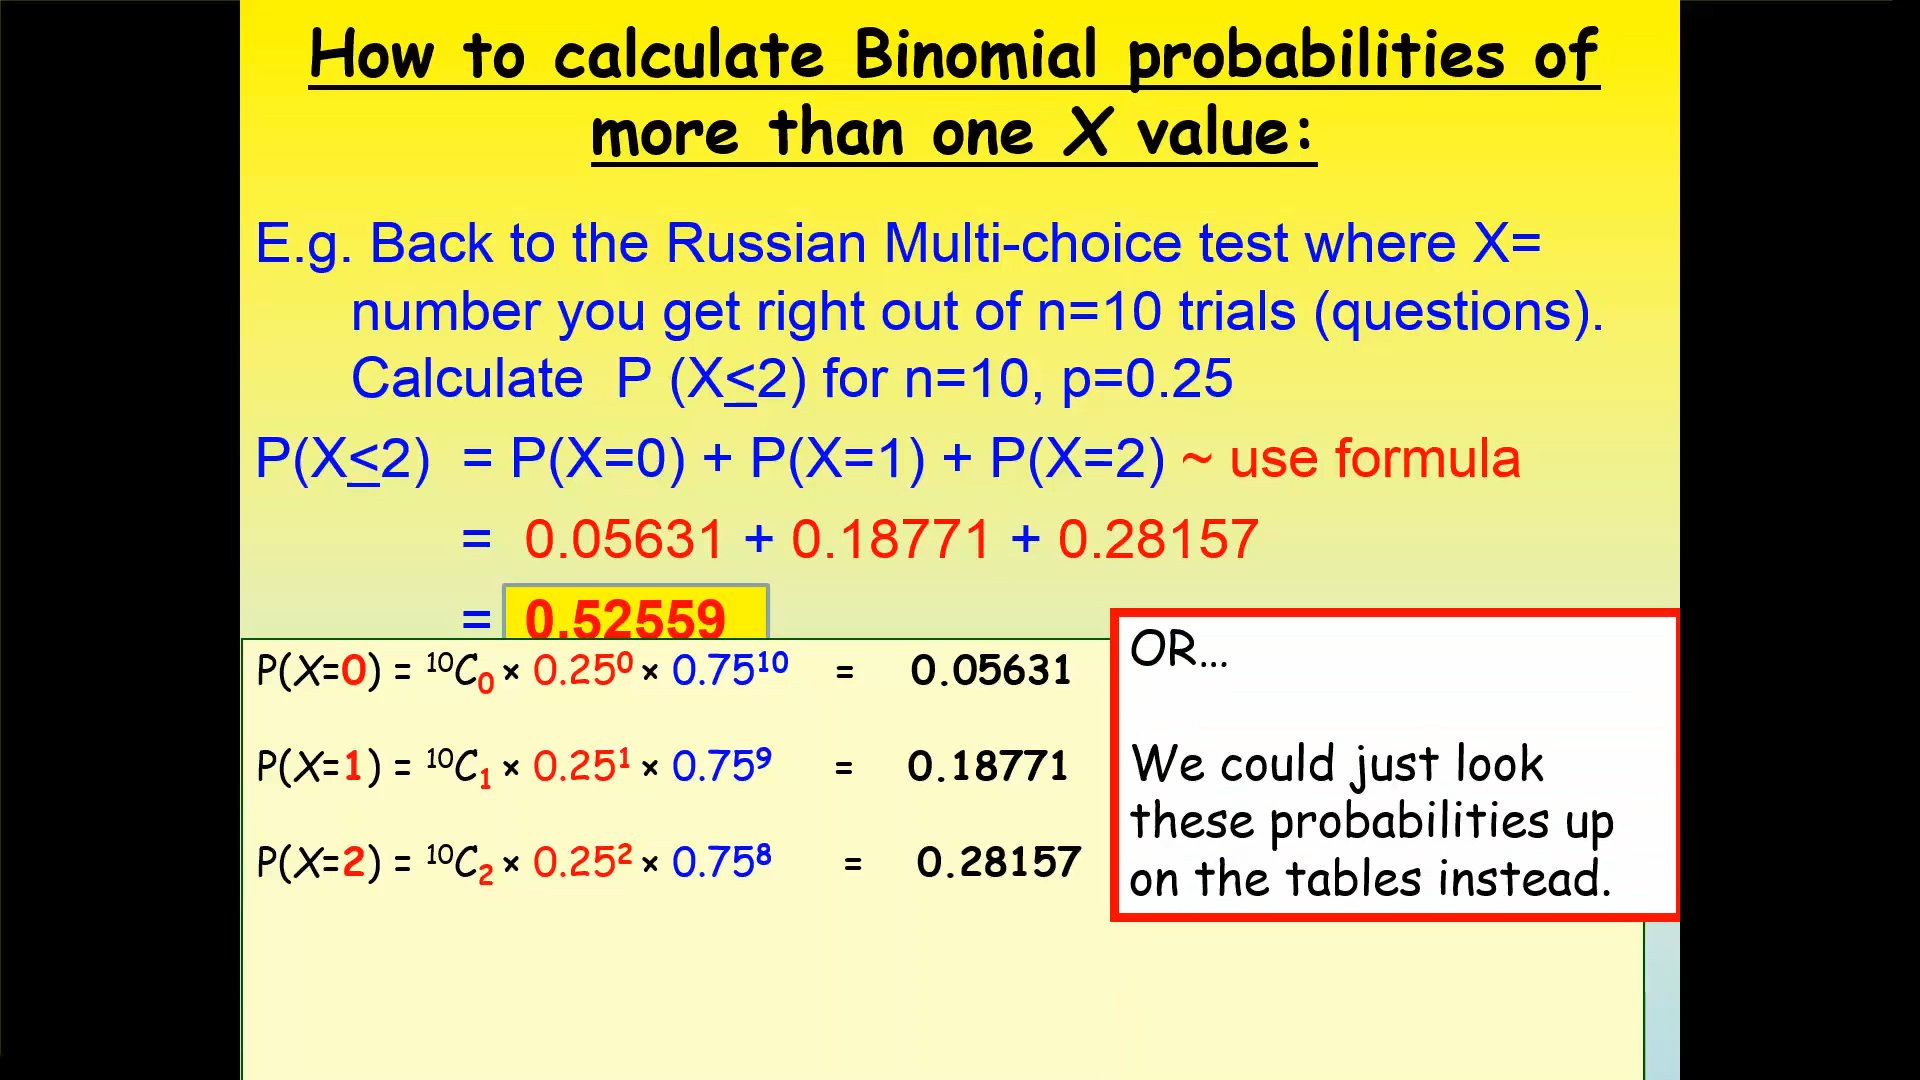 How to calculate Binomial probabilities of
more than one X value:
E.g. Back to the Russian Multi-choice test where X=
number you get right out of n=10 trials (questions).
Calculate P (X≤2) for n=10, p=0.25
P(X≤2) = P(X=0) + P(X=1) + P(X=2) ~ use formula
= 0.05631 + 0.18771 + 0.28157
= 0.52559
P(X=0) = ¹⁰C₀ × 0.25⁰ × 0.75¹⁰ = 0.05631
P(X=1) = ¹⁰C₁ × 0.25¹ × 0.75⁹ = 0.18771
P(X=2) = ¹⁰C₂ × 0.25² × 0.75⁸ = 0.28157
OR...
We could just look
these probabilities up
on the tables instead.